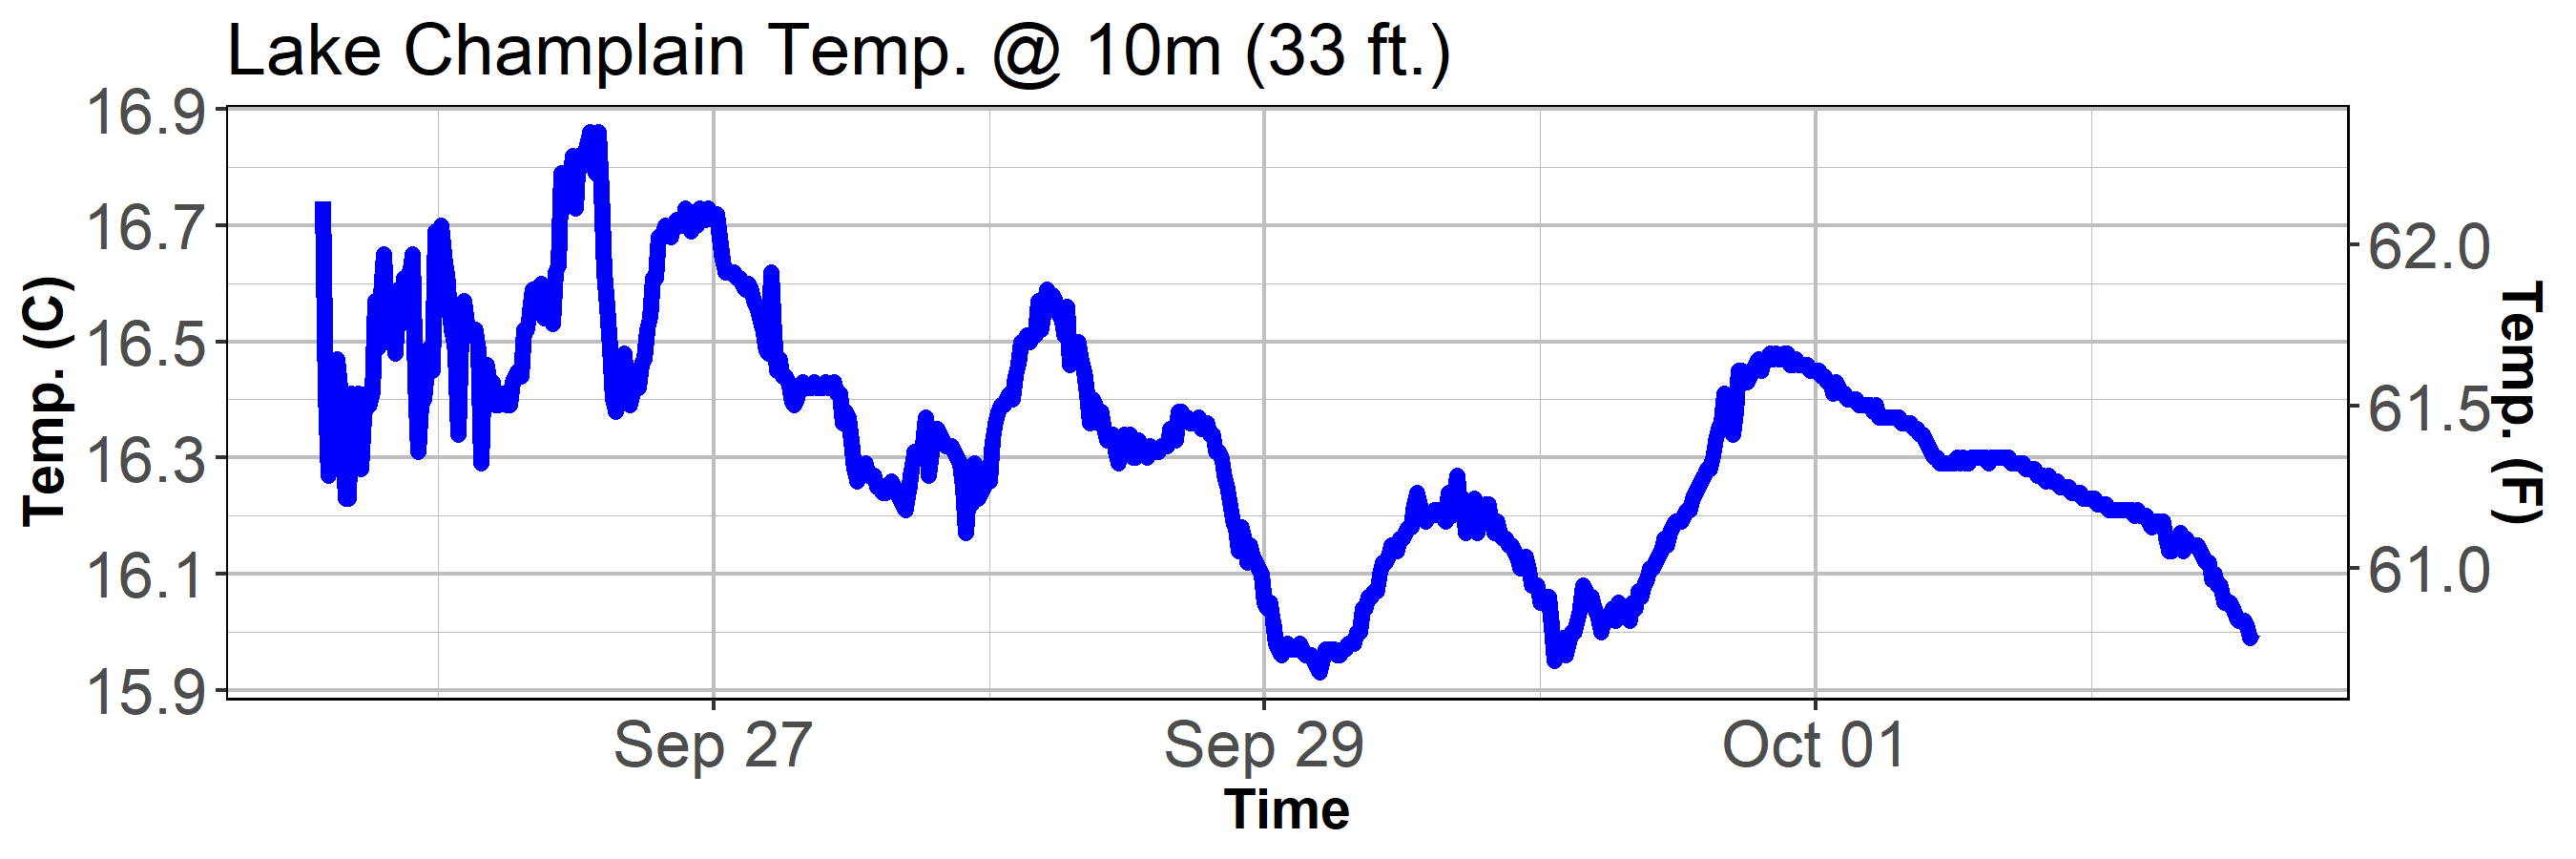 Lake Champlain Temp. @ 10m (33 ft.)
Temp. (C)
16.9
16.7
16.5
16.3
16.1
15.9
62.0
61.5
61.0
Temp. (F)
Sep 27
Sep 29
Oct 01
Time